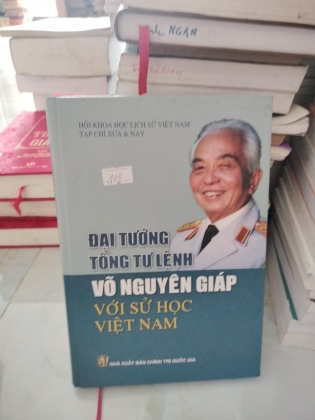 NGAN
HỘI KHOA HỌC LỊCH SỬ VIỆT NAM
TẠP CHÍ XƯA & NAY
ĐẠI TƯỚNG
TỔNG TƯ LỆNH
VÕ NGUYÊN GIÁP
VỚI SỬ HỌC
VIỆT NAM
NHÀ XUẤT BẢN CHÍNH TRỊ QUỐC GIA